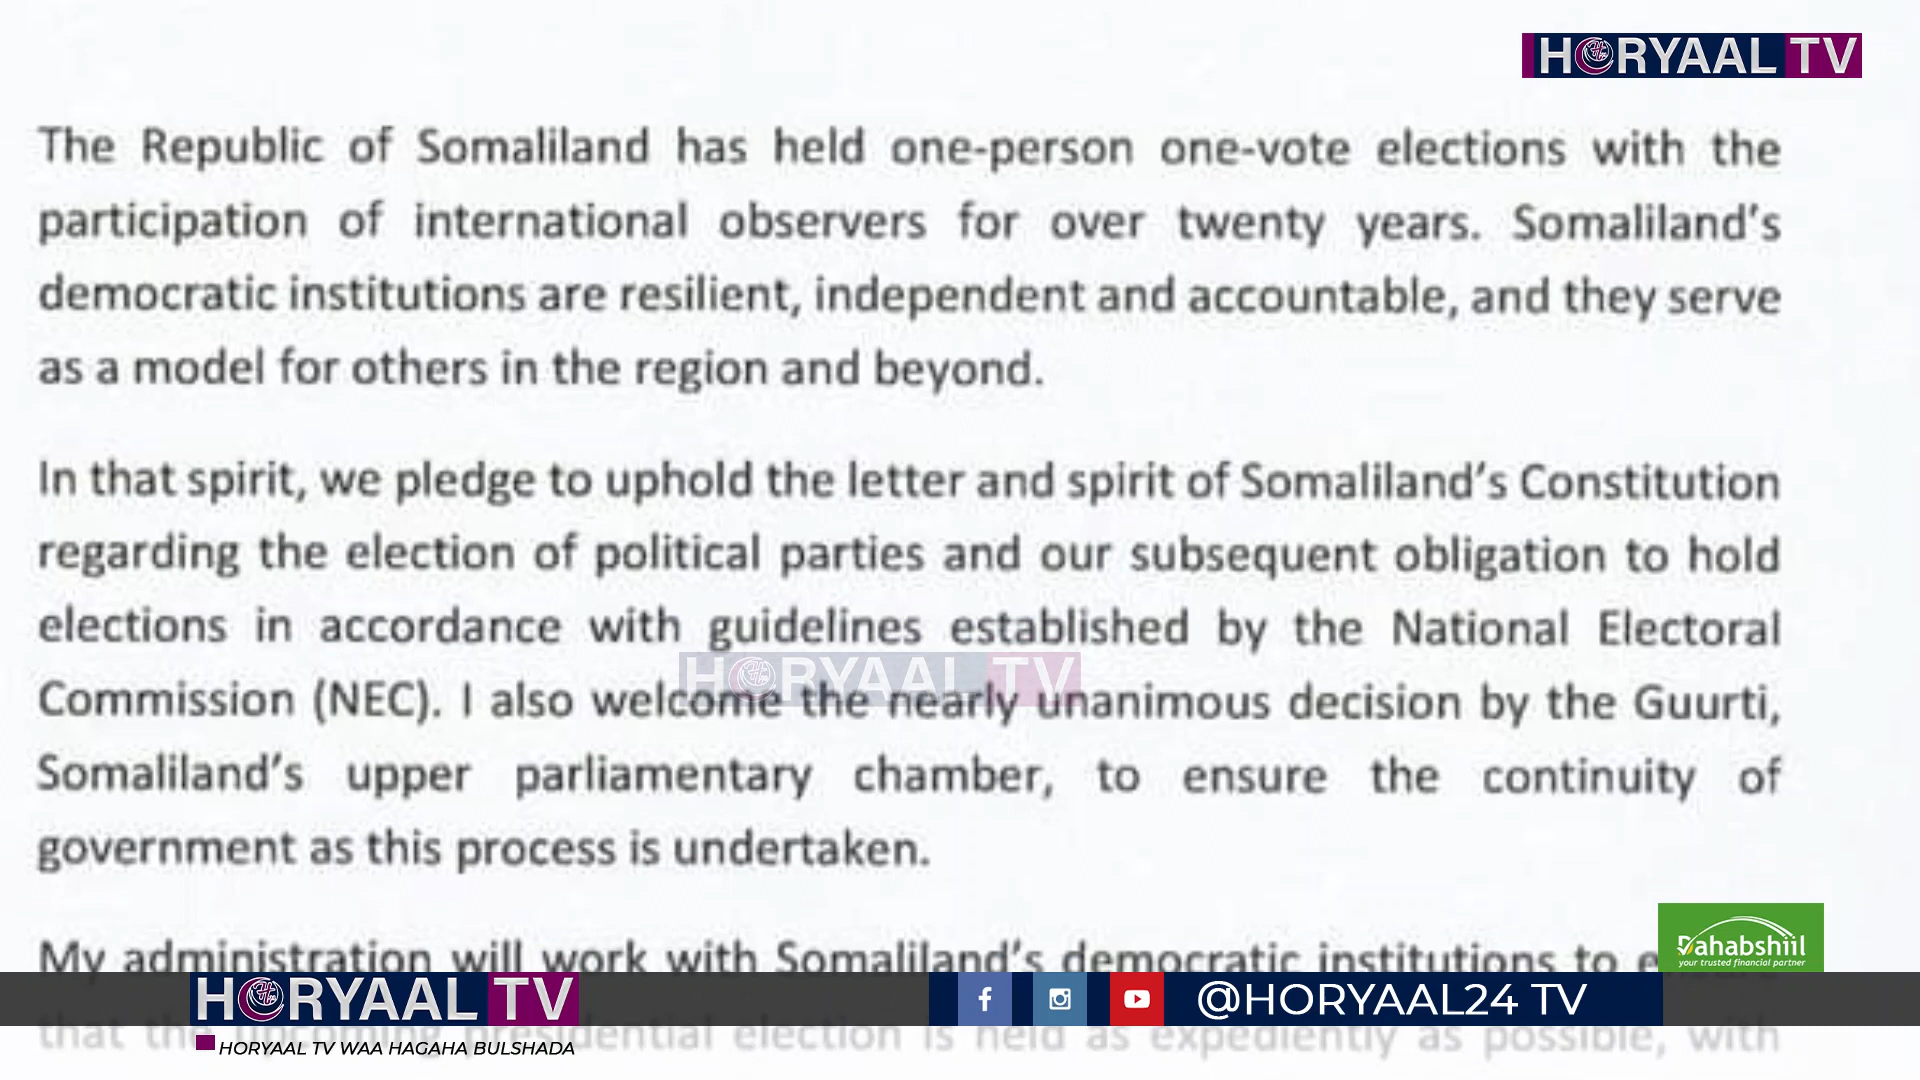 HORYAAL TV
The Republic of Somaliland has held one-person one-vote elections with the
participation of international observers for over twenty years. Somaliland's
democratic institutions are resilient, independent and accountable, and they serve
as a model for others in the region and beyond.
In that spirit, we pledge to uphold the letter and spirit of Somaliland's Constitution
regarding the election of political parties and our subsequent obligation to hold
elections in accordance with guidelines established by the National Electoral
HORYAAL TV
Commission (NEC). I also welcome the nearly unanimous decision by the Guurti,
Somaliland's upper parliamentary chamber, to ensure the continuity of
government as this process is undertaken.
My administration will work with Somaliland's democratic institutions to
Dahabshiil
your trusted financial partner
HORYAAL TV
@HORYAAL24 TV
that the upcoming presidential election is held as expediently as possible, with
HORYAAL TV WAA HAGAHA BULSHADA